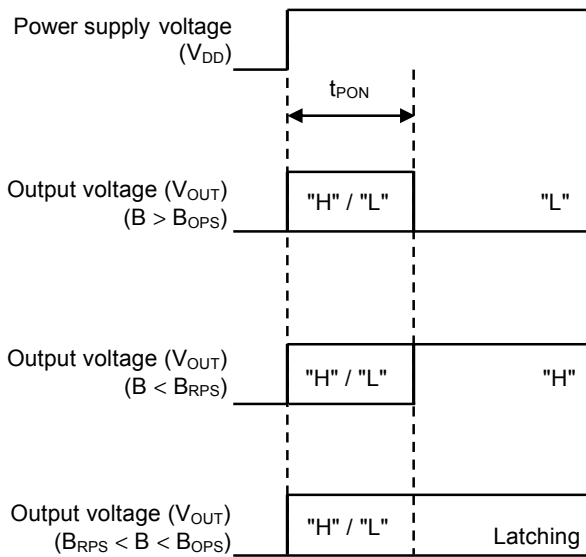 Power supply voltage
(VDD)
tPON
Output voltage (VOUT)
(B > BOPS)
"H" / "L"
"L"
Output voltage (VOUT)
(B < BRPS)
"H" / "L"
"H"
Output voltage (VOUT)
(BRPS < B < BOPS)
"H" / "L"
Latching